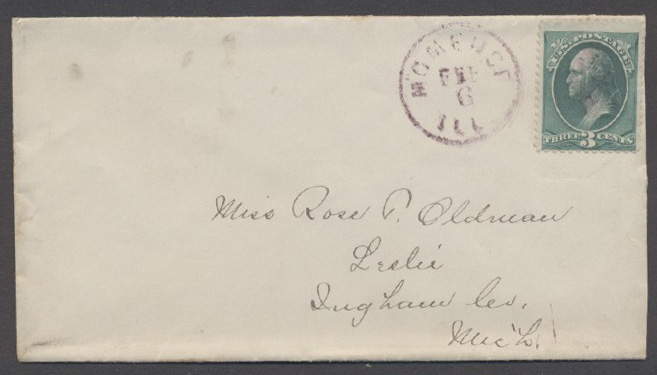 U.S. POSTAGE
THREE 3 CENTS
MOMENCE
FEB
6
ILL
Miss Rose T. Oldman
Leslie
Ingham Co.
Mich.